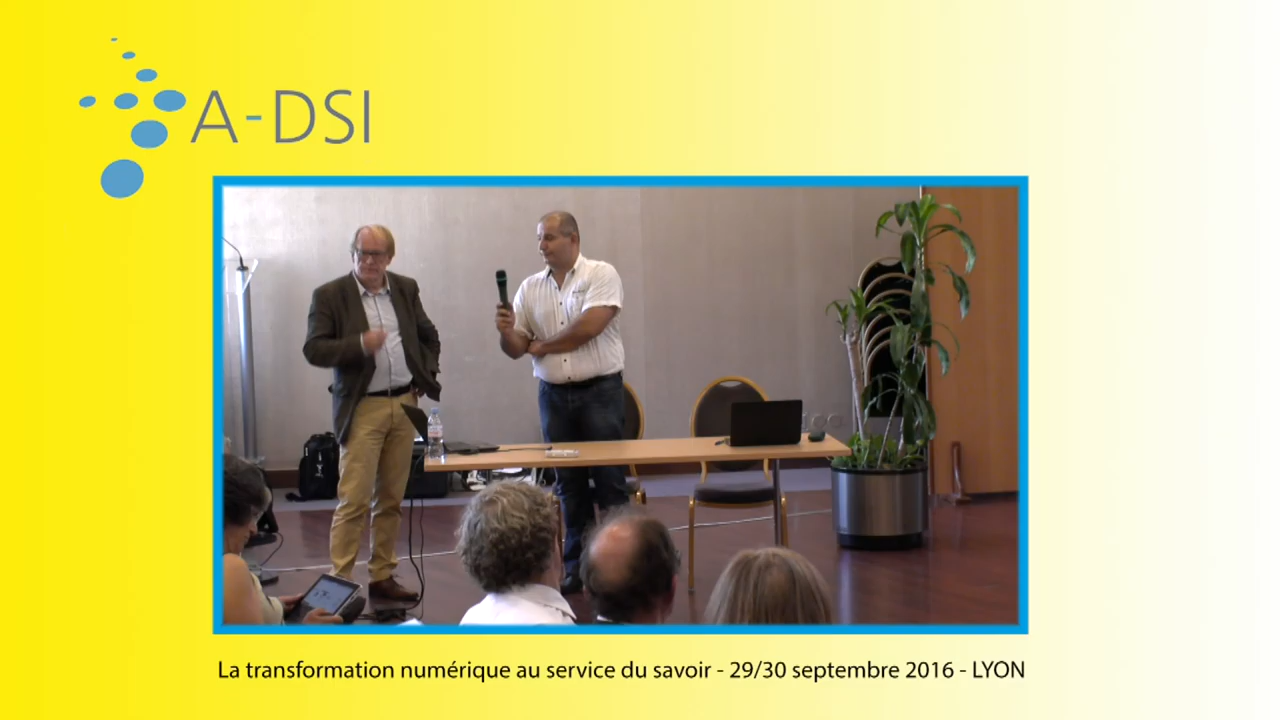 A-DSI
La transformation numérique au service du savoir - 29/30 septembre 2016 - LYON